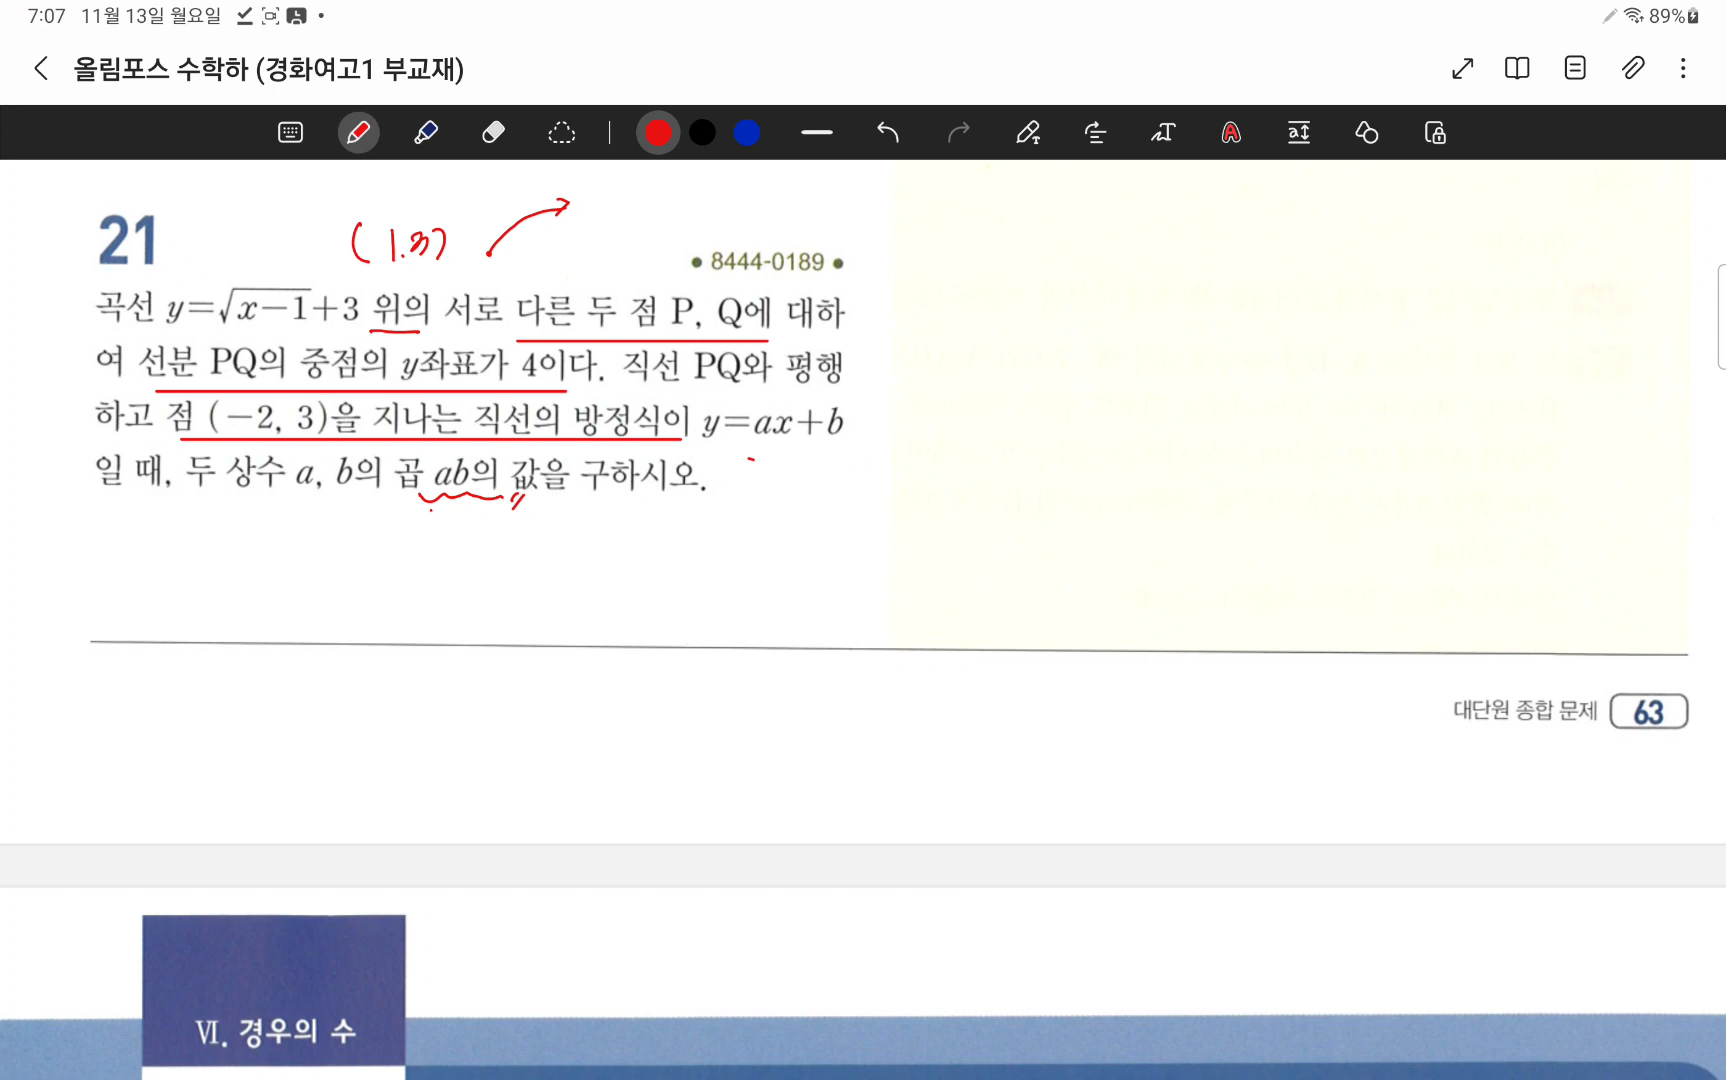 7:07 11월 13일 월요일
89%
올림포스 수학하 (경화여고1 부교재)
21
(1.3)
• 8444-0189 •
곡선 y=√x-1+3 위의 서로 다른 두 점 P, Q에 대하
여 선분 PQ의 중점의 y좌표가 4이다. 직선 PQ와 평행
하고 점 (-2, 3)을 지나는 직선의 방정식이 y=ax+b
일 때, 두 상수 a, b의 곱 ab의 값을 구하시오.
대단원 종합 문제 63
Ⅵ. 경우의 수